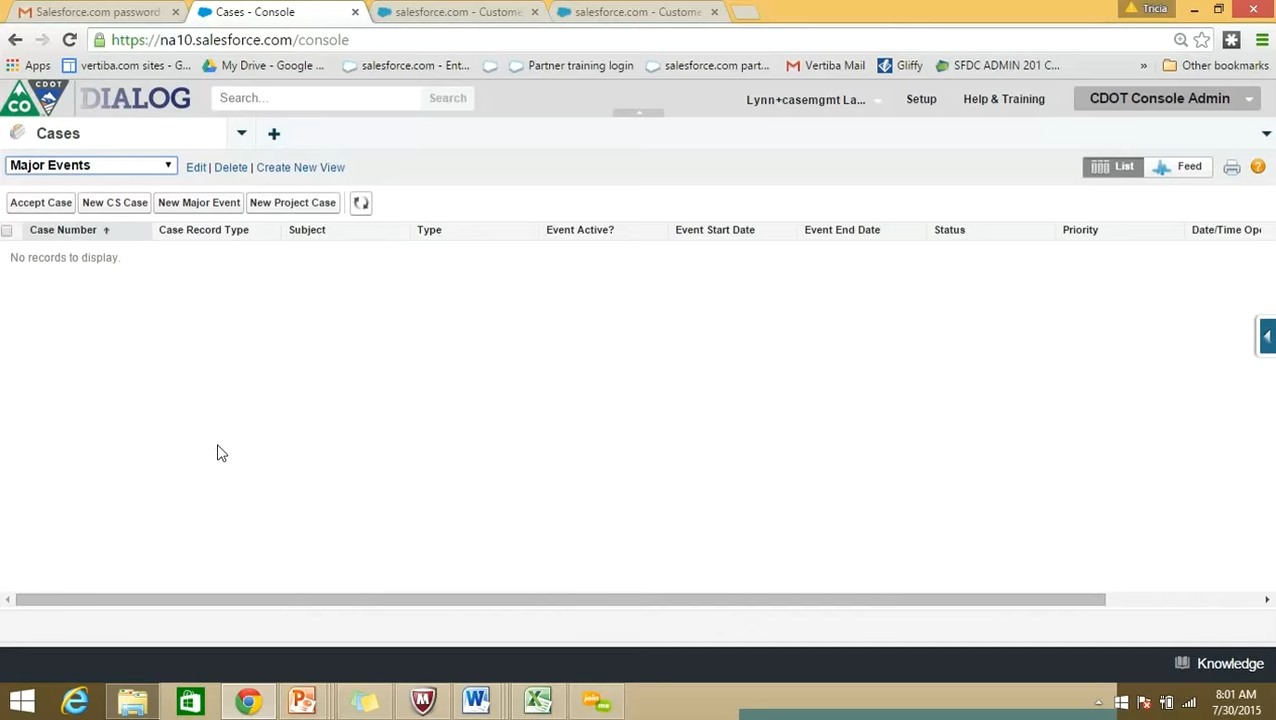 Salesforce.com password
Cases - Console
salesforce.com - Custome
salesforce.com - Custome
Tricia
https://na10.salesforce.com/console
Apps
vertiba.com sites - G...
My Drive - Google ...
salesforce.com - Ent...
Partner training login
salesforce.com part...
Vertiba Mail
Gliffy
SFDC ADMIN 201 C...
»
Other bookmarks
CO
CDOT
DIALOG
Search...
Search
Lynn+casemgmt La...
Setup
Help & Training
CDOT Console Admin
Cases
Major Events
Edit | Delete | Create New View
List
Feed
Accept Case
New CS Case
New Major Event
New Project Case
Case Number
Case Record Type
Subject
Type
Event Active?
Event Start Date
Event End Date
Status
Priority
Date/Time Ope
No records to display.
Knowledge
join
me
8:01 AM
7/30/2015